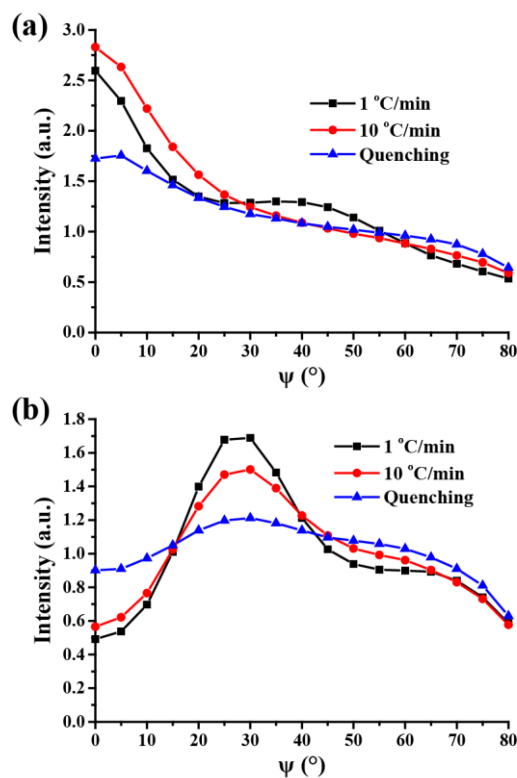 (a)
3.0
2.5
2.0
1.5
1.0
0.5
0.0
Intensity (a.u.)
1 °C/min
10 °C/min
Quenching
0 10 20 30 40 50 60 70 80
ψ (°)
(b)
1.8
1.6
1.4
1.2
1.0
0.8
0.6
0.4
0.2
0.0
Intensity (a.u.)
1 °C/min
10 °C/min
Quenching
0 10 20 30 40 50 60 70 80
ψ (°)